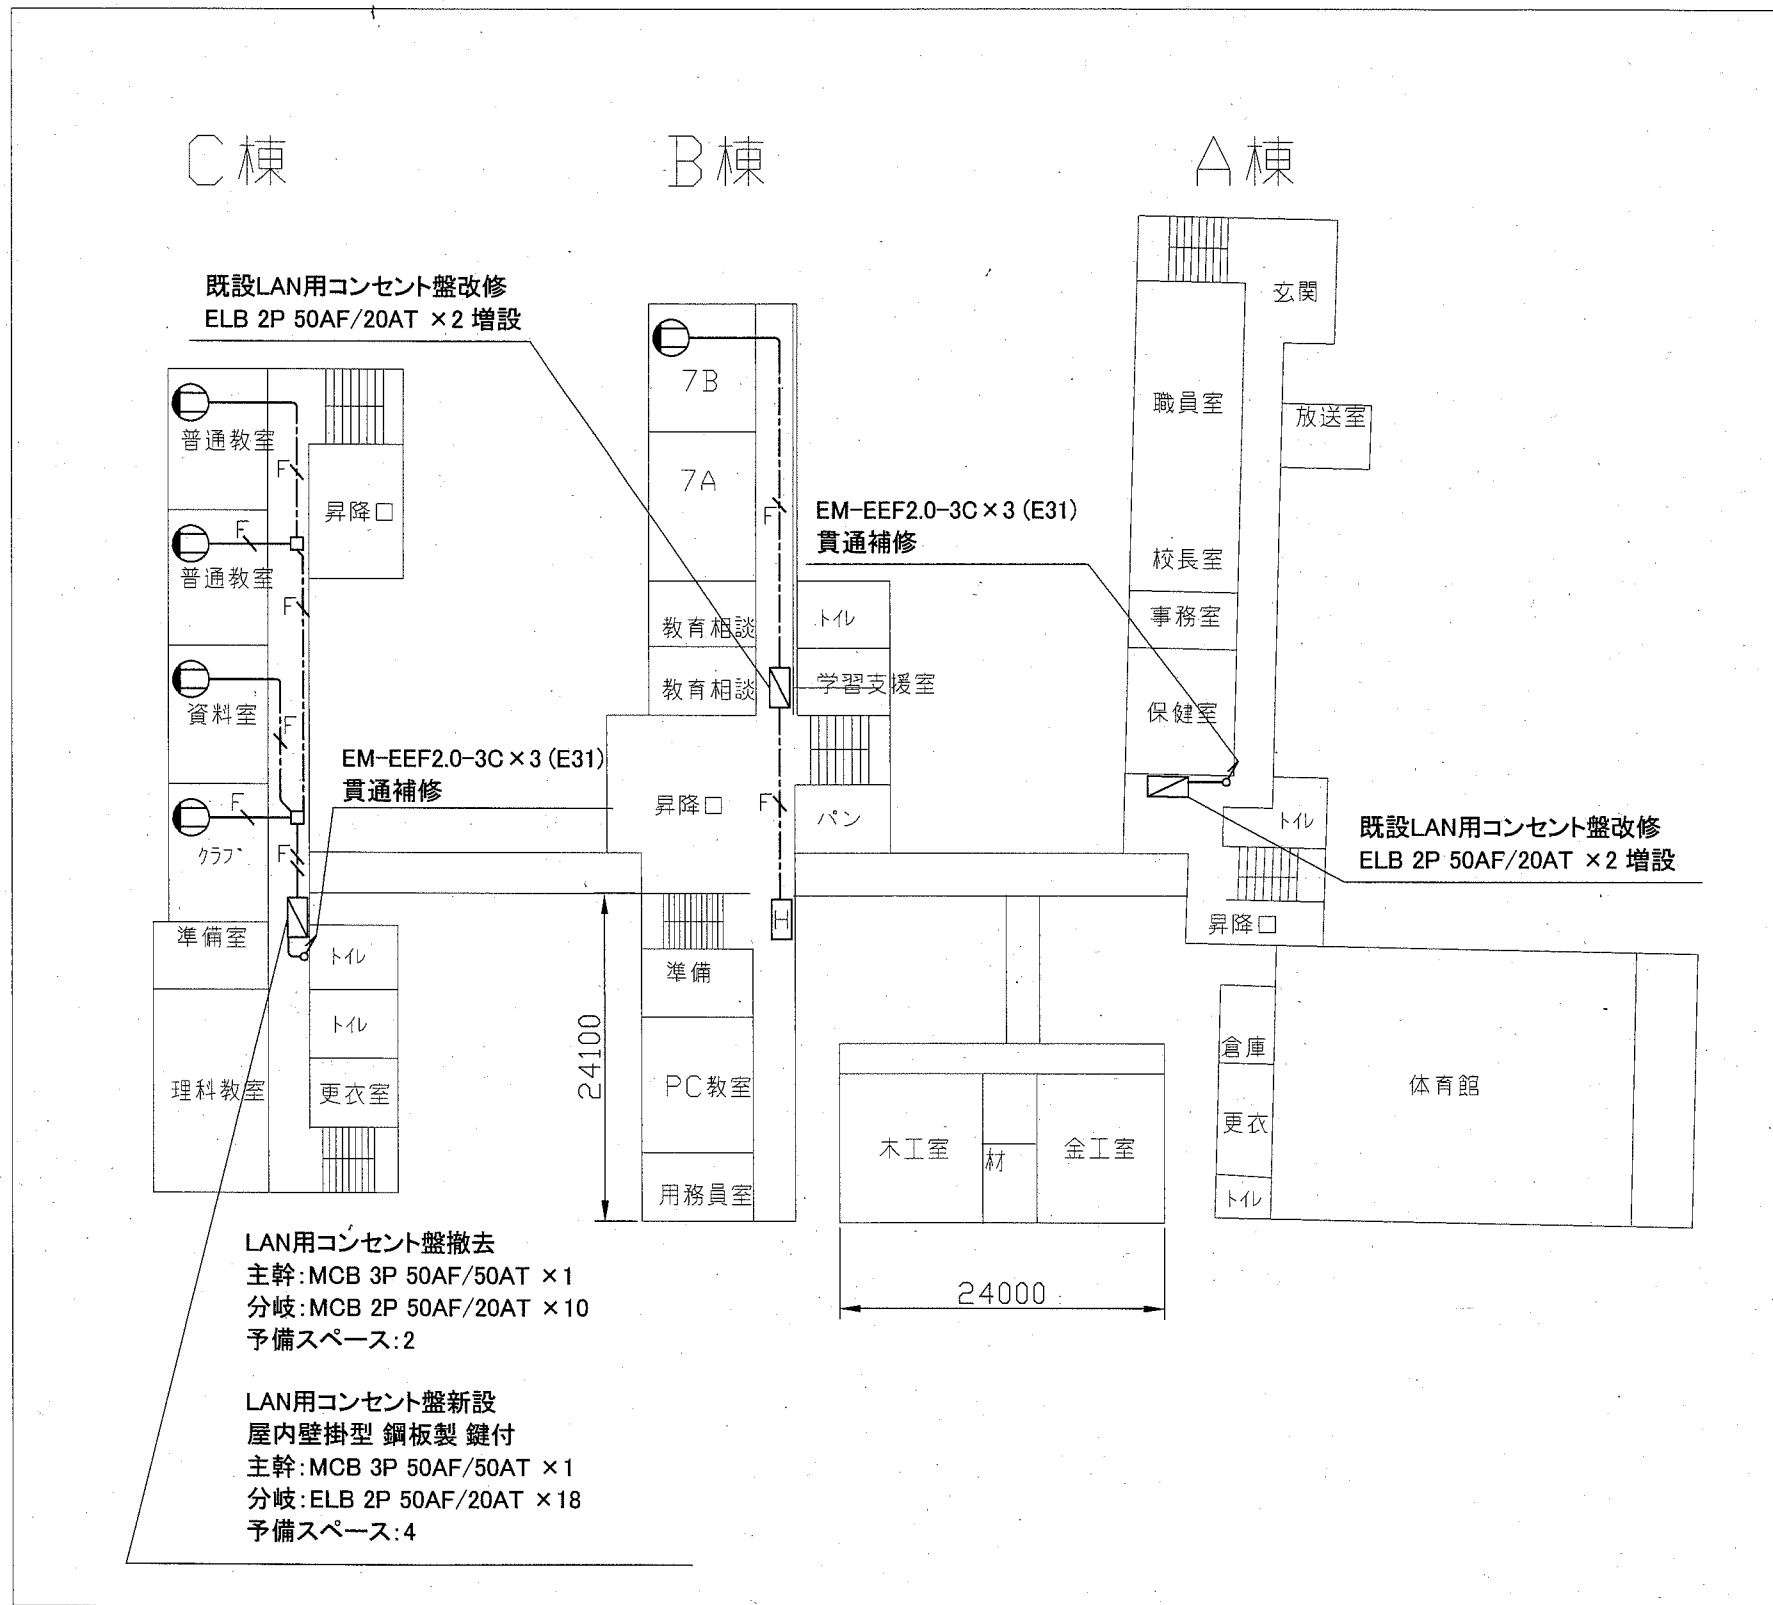 C棟
B棟
A棟
既設LAN用コンセント盤改修
ELB 2P 50AF/20AT ×2 増設
普通教室
F
昇降口
普通教室
F
F
資料室
F
クラブ
F
F
準備室
トイレ
トイレ
理科教室
更衣室
EM-EEF2.0-3C×3 (E31)
貫通補修
7B
7A
F
教育相談
トイレ
教育相談
学習支援室
昇降口
F
パン
H
準備
PC教室
用務員室
24100
EM-EEF2.0-3C×3 (E31)
貫通補修
玄関
職員室
放送室
校長室
事務室
保健室
トイレ
既設LAN用コンセント盤改修
ELB 2P 50AF/20AT ×2 増設
昇降口
木工室
材
金工室
24000
倉庫
更衣
トイレ
体育館
LAN用コンセント盤撤去
主幹:MCB 3P 50AF/50AT ×1
分岐:MCB 2P 50AF/20AT ×10
予備スペース:2
LAN用コンセント盤新設
屋内壁掛型 鋼板製 鍵付
主幹:MCB 3P 50AF/50AT ×1
分岐:ELB 2P 50AF/20AT ×18
予備スペース:4